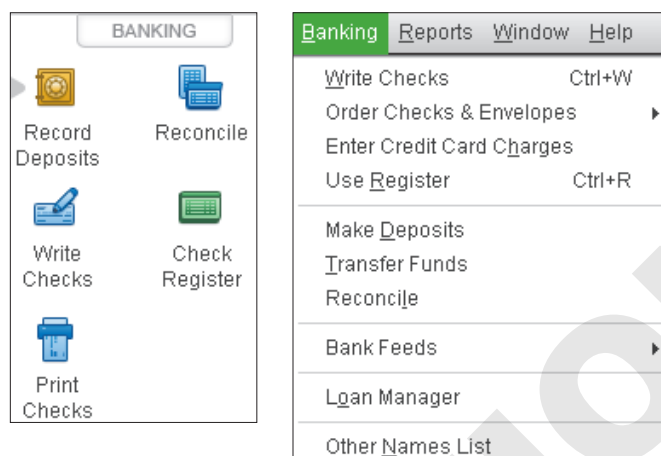 BANKING
Record
Deposits
Reconcile
Write
Checks
Check
Register
Print
Checks
Banking Reports Window Help
Write Checks Ctrl+W
Order Checks & Envelopes
Enter Credit Card Charges
Use Register Ctrl+R
Make Deposits
Transfer Funds
Reconcile
Bank Feeds
Loan Manager
Other Names List